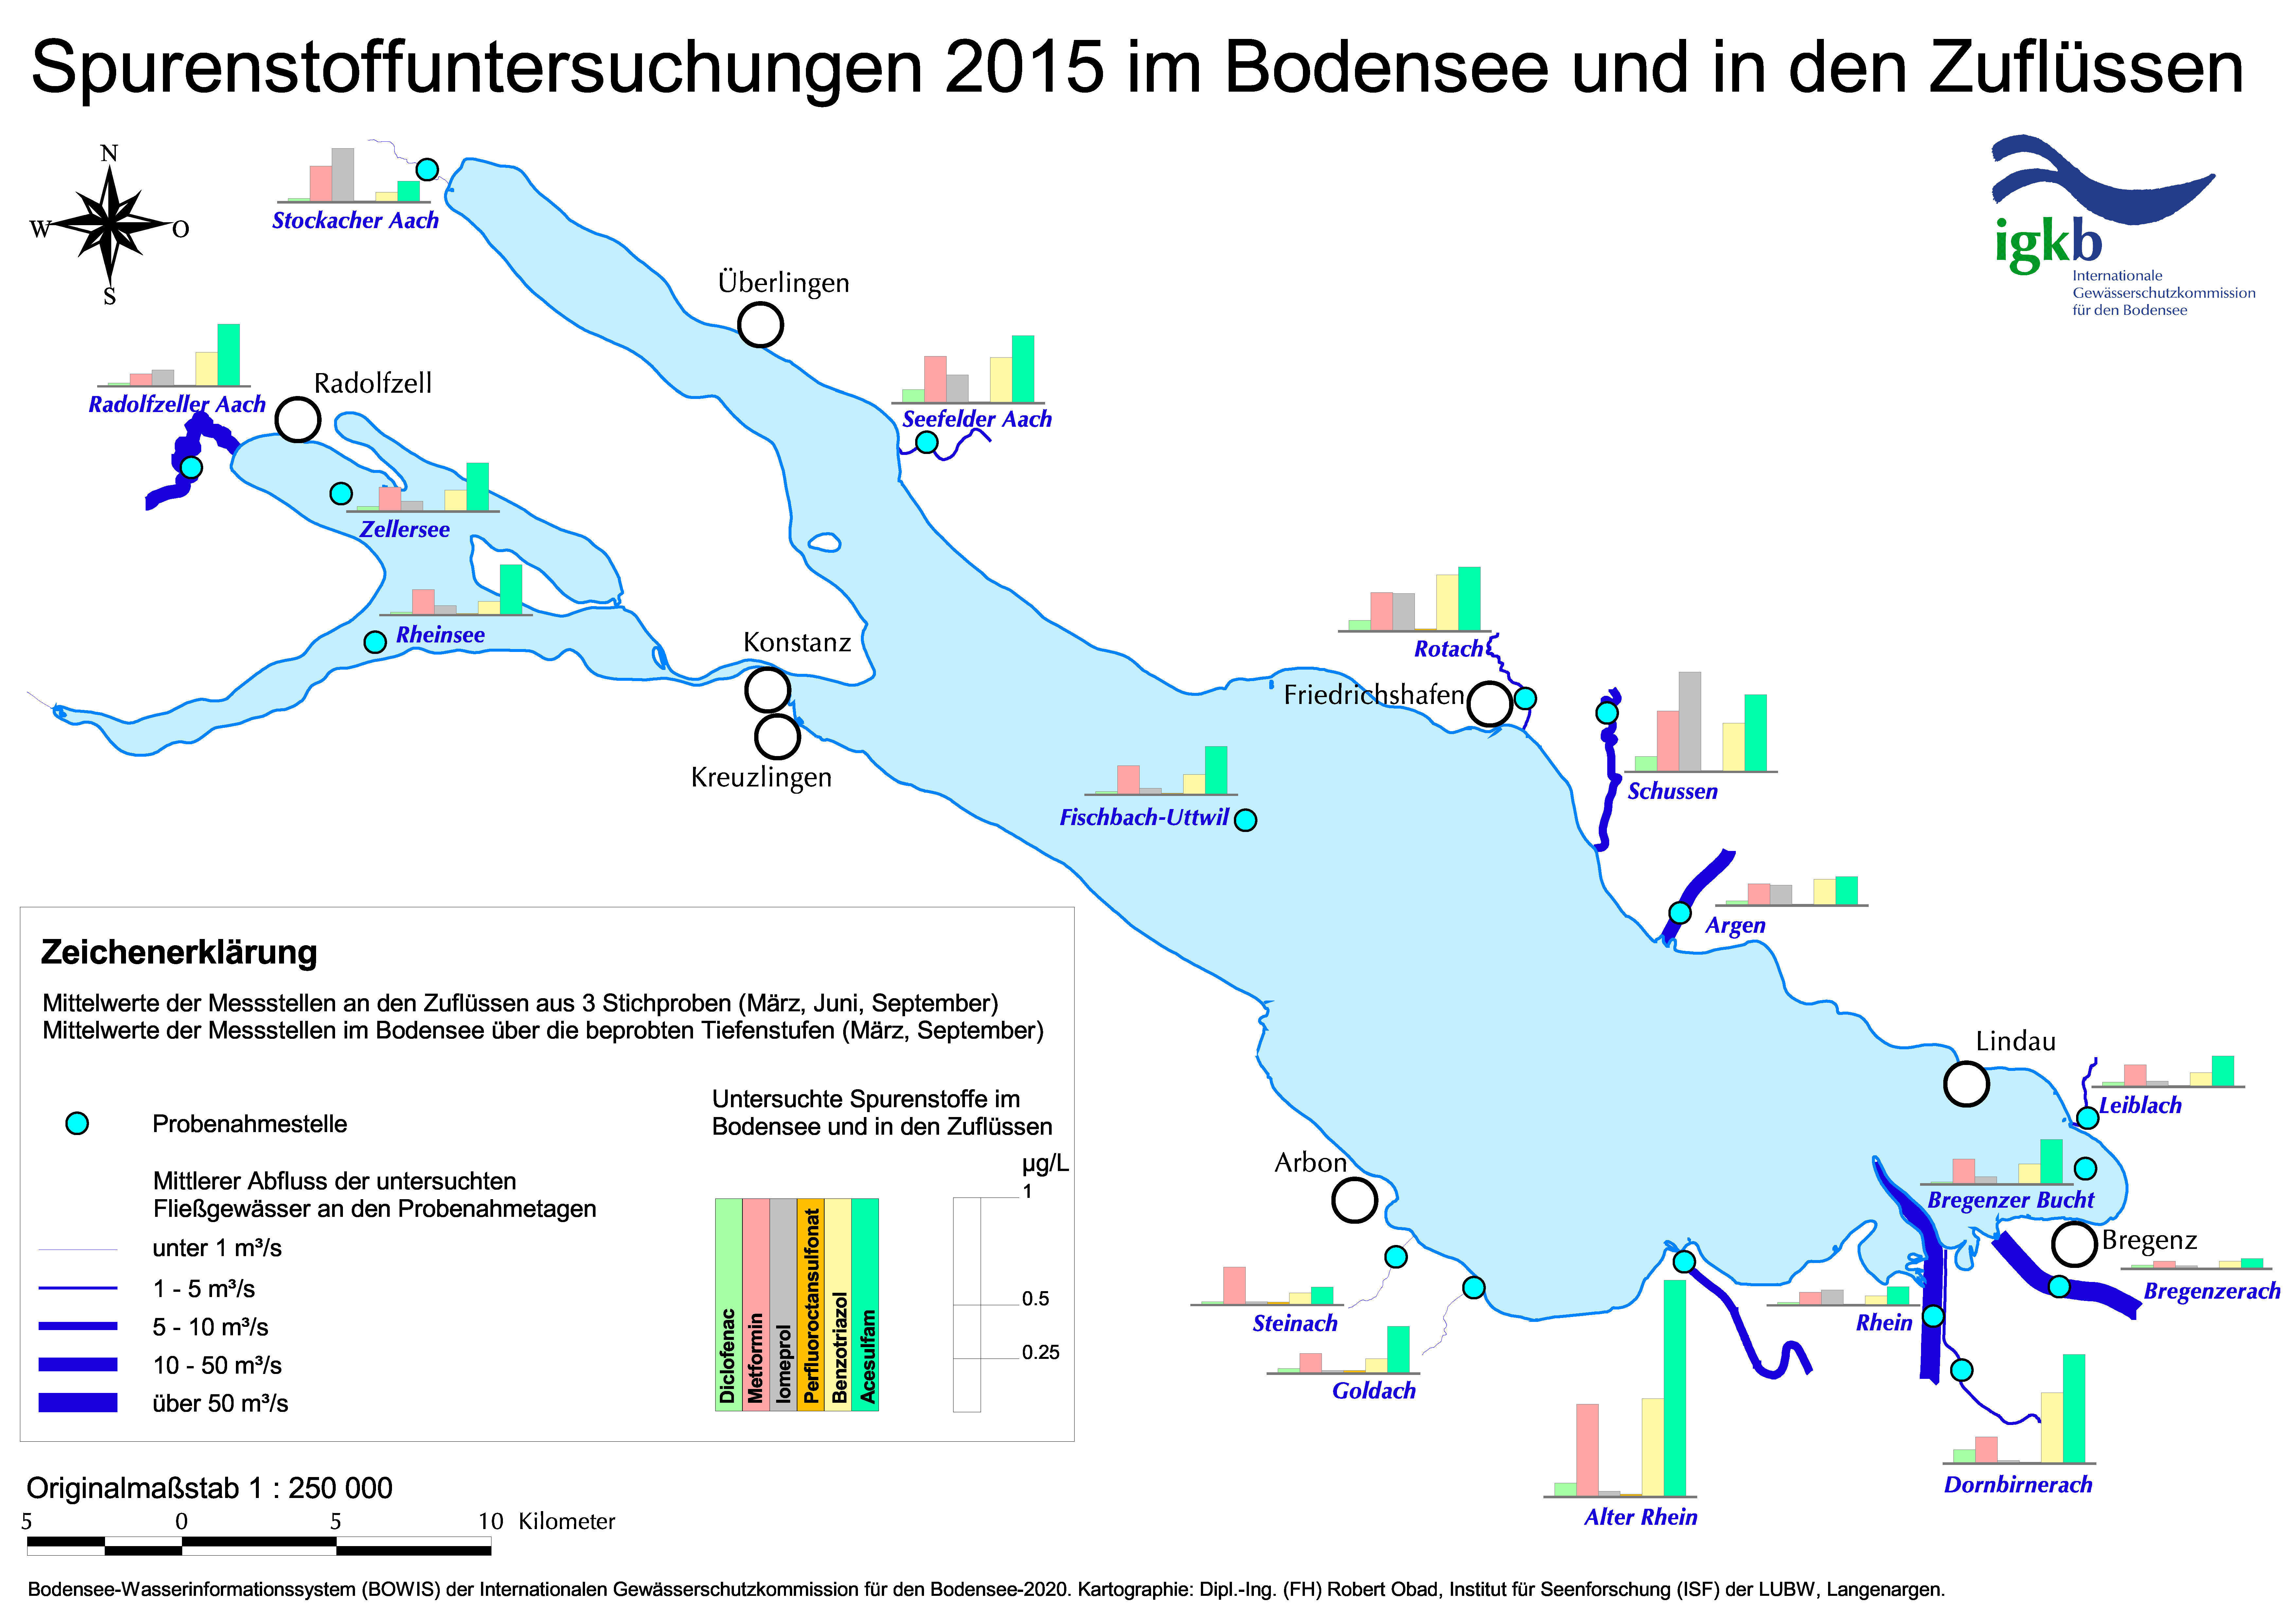 Spurenstoffuntersuchungen 2015 im Bodensee und in den Zuflüssen
N
W
O
S
igkb
Internationale
Gewässerschutzkommission
für den Bodensee
Stockacher Aach
Überlingen
Radolfzeller Aach
Radolfzell
Seefelder Aach
Zellersee
Rheinsee
Konstanz
Kreuzlingen
Rotach
Friedrichshafen
Schussen
Fischbach-Uttwil
Argen
Lindau
Leiblach
Arbon
Bregenzer Bucht
Bregenz
Bregenzerach
Steinach
Rhein
Goldach
Dornbirnerach
Alter Rhein
Zeichenerklärung
Mittelwerte der Messstellen an den Zuflüssen aus 3 Stichproben (März, Juni, September)
Mittelwerte der Messstellen im Bodensee über die beprobten Tiefenstufen (März, September)
Probenahmestelle
Mittlerer Abfluss der untersuchten
Fließgewässer an den Probenahmetagen
unter 1 m³/s
1 - 5 m³/s
5 - 10 m³/s
10 - 50 m³/s
über 50 m³/s
Untersuchte Spurenstoffe im
Bodensee und in den Zuflüssen
Diclofenac
Metformin
Iomeprol
Perfluoroctansulfonat
Benzotriazol
Acesulfam
µg/L
1
0.5
0.25
Originalmaßstab 1 : 250 000
5 0 5 10 Kilometer
Bodensee-Wasserinformationssystem (BOWIS) der Internationalen Gewässerschutzkommission für den Bodensee-2020. Kartographie: Dipl.-Ing. (FH) Robert Obad, Institut für Seenforschung (ISF) der LUBW, Langenargen.